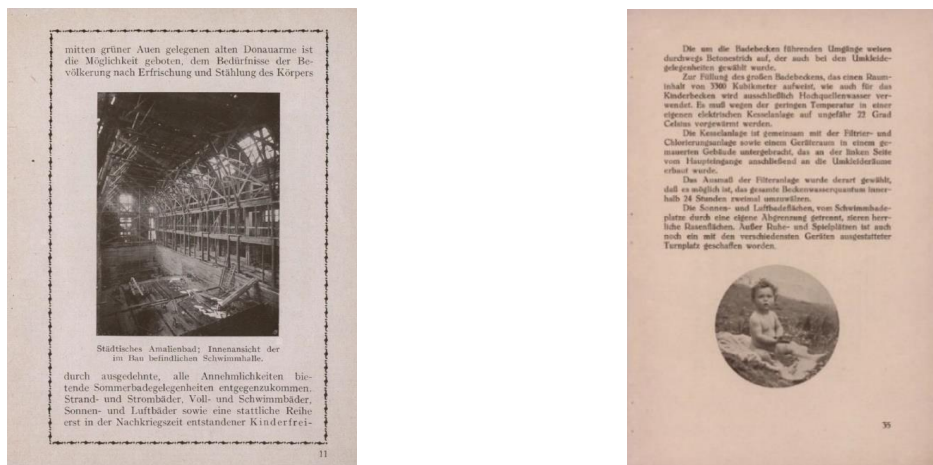 mitten grüner Auen gelegenen alten Donauarme ist
die Möglichkeit geboten, dem Bedürfnisse der Be-
völkerung nach Erfrischung und Stählung des Körpers
Städtisches Amalienbad; Innenansicht der
im Bau befindlichen Schwimmhalle.
durch ausgedehnte, alle Annehmlichkeiten bie-
tende Sommerbadegelegenheiten entgegenzukommen.
Strand- und Strombäder, Voll- und Schwimmbäder,
Sonnen- und Luftbäder sowie eine stattliche Reihe
erst in der Nachkriegszeit entstandener Kinderfrei-
11
Die um die Badebecken führenden Umgänge weisen
durchwegs Betonestrich auf, der auch bei den Umkleide-
gelegenheiten gewählt wurde.
Zur Füllung des großen Badebeckens, das einen Raum-
inhalt von 3300 Kubikmeter aufweist, wie auch für das
Kinderbecken wird ausschließlich Hochquellenwasser ver-
wendet. Es muß wegen der geringen Temperatur in einer
eigenen elektrischen Kesselanlage auf ungefähr 22 Grad
Celsius vorgewärmt werden.
Die Kesselanlage ist gemeinsam mit der Filtrier- und
Chlorierungsanlage sowie einem Geräteraum in einem ge-
mauerten Gebäude untergebracht, das an der linken Seite
vom Haupteingange anschließend an die Umkleideräume
erbaut wurde.
Das Ausmaß der Filteranlage wurde derart gewählt,
daß es möglich ist, das gesamte Beckenwasserquantum inner-
halb 24 Stunden zweimal umzuwälzen.
Die Sonnen- und Luftbadeflächen, vom Schwimmbade-
platze durch eine eigene Abgrenzung getrennt, zieren herr-
liche Rasenflächen. Außer Ruhe- und Spielplätzen ist auch
noch ein mit den verschiedensten Geräten ausgestatteter
Turnplatz geschaffen worden.
35